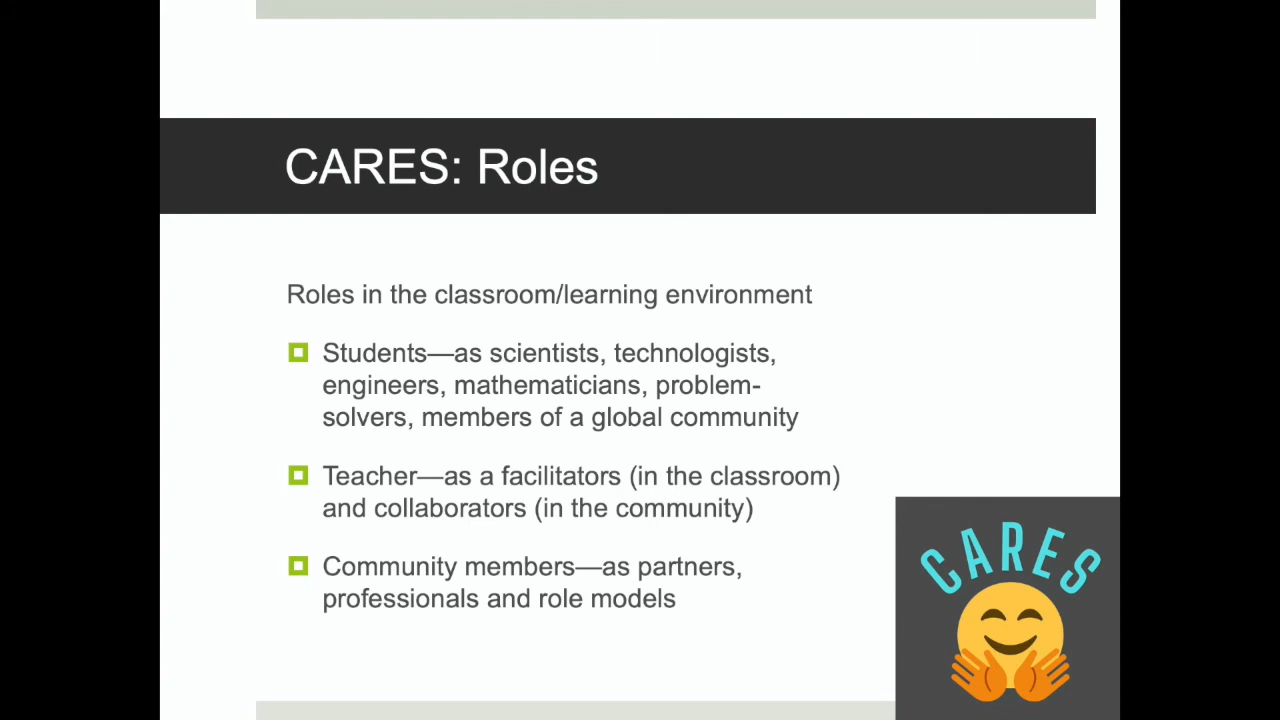 CARES: Roles
Roles in the classroom/learning environment
Students—as scientists, technologists,
engineers, mathematicians, problem-
solvers, members of a global community
Teacher—as a facilitators (in the classroom)
and collaborators (in the community)
Community members—as partners,
professionals and role models
CARES